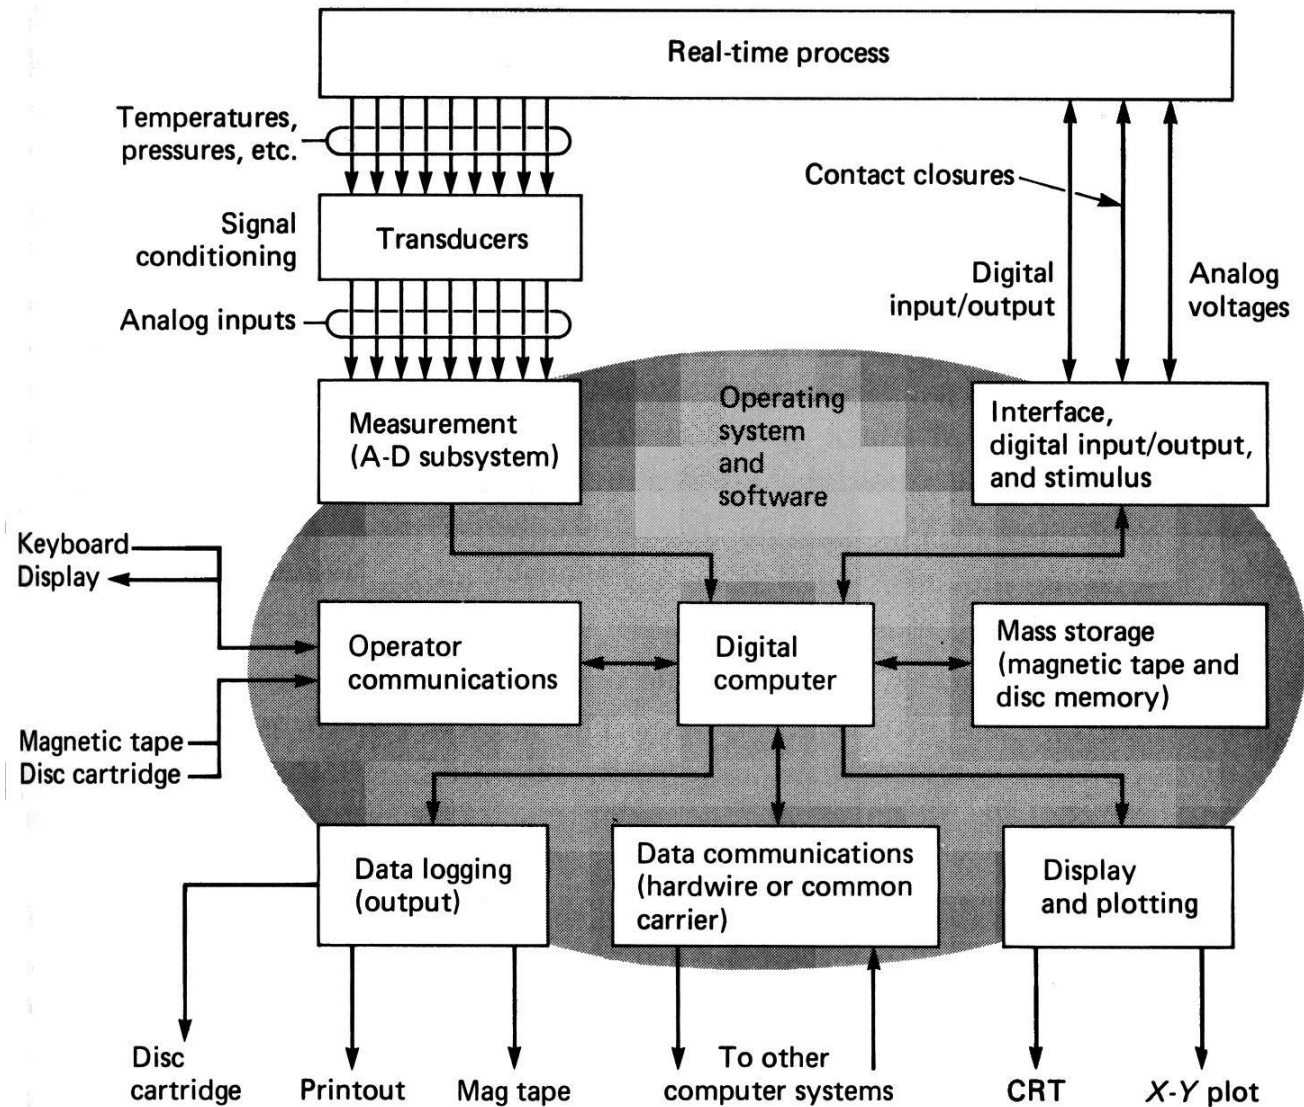 Real-time process
Temperatures,
pressures, etc.
Contact closures
Signal
conditioning
Transducers
Digital
input/output
Analog
voltages
Analog inputs
Measurement
(A-D subsystem)
Operating
system
and
software
Interface,
digital input/output,
and stimulus
Keyboard
Display
Operator
communications
Digital
computer
Mass storage
(magnetic tape and
disc memory)
Magnetic tape
Disc cartridge
Data logging
(output)
Data communications
(hardwire or common
carrier)
Display
and plotting
Disc
cartridge
Printout
Mag tape
To other
computer systems
CRT
X-Y plot